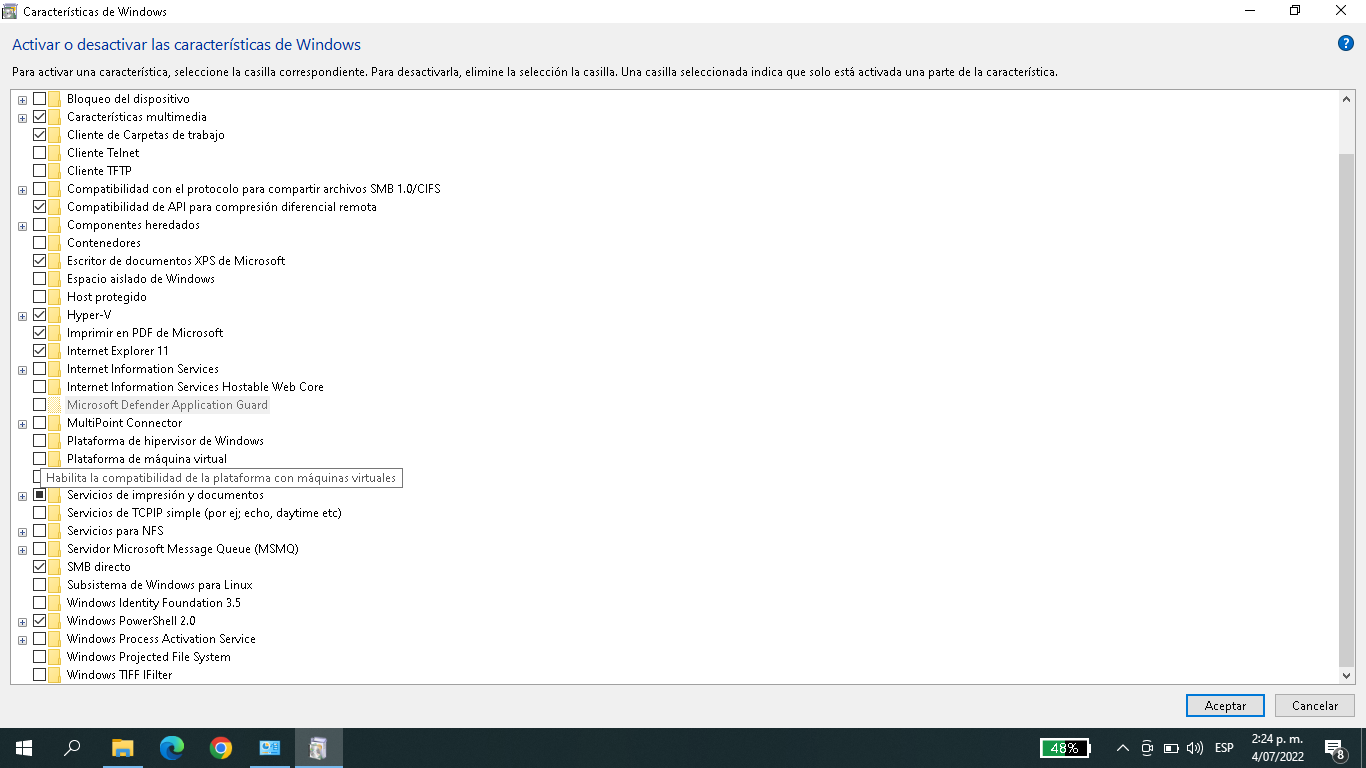 Características de Windows
Activar o desactivar las características de Windows
?
Para activar una característica, seleccione la casilla correspondiente. Para desactivarla, elimine la selección la casilla. Una casilla seleccionada indica que solo está activada una parte de la característica.
Bloqueo del dispositivo
Características multimedia
Cliente de Carpetas de trabajo
Cliente Telnet
Cliente TFTP
Compatibilidad con el protocolo para compartir archivos SMB 1.0/CIFS
Compatibilidad de API para compresión diferencial remota
Componentes heredados
Contenedores
Escritor de documentos XPS de Microsoft
Espacio aislado de Windows
Host protegido
Hyper-V
Imprimir en PDF de Microsoft
Internet Explorer 11
Internet Information Services
Internet Information Services Hostable Web Core
Microsoft Defender Application Guard
MultiPoint Connector
Plataforma de hipervisor de Windows
Plataforma de máquina virtual
Habilita la compatibilidad de la plataforma con máquinas virtuales
Servicios de impresión y documentos
Servicios de TCPIP simple (por ej; echo, daytime etc)
Servicios para NFS
Servidor Microsoft Message Queue (MSMQ)
SMB directo
Subsistema de Windows para Linux
Windows Identity Foundation 3.5
Windows PowerShell 2.0
Windows Process Activation Service
Windows Projected File System
Windows TIFF IFilter
Aceptar
Cancelar
48%
ESP
2:24 p. m.
4/07/2022
8